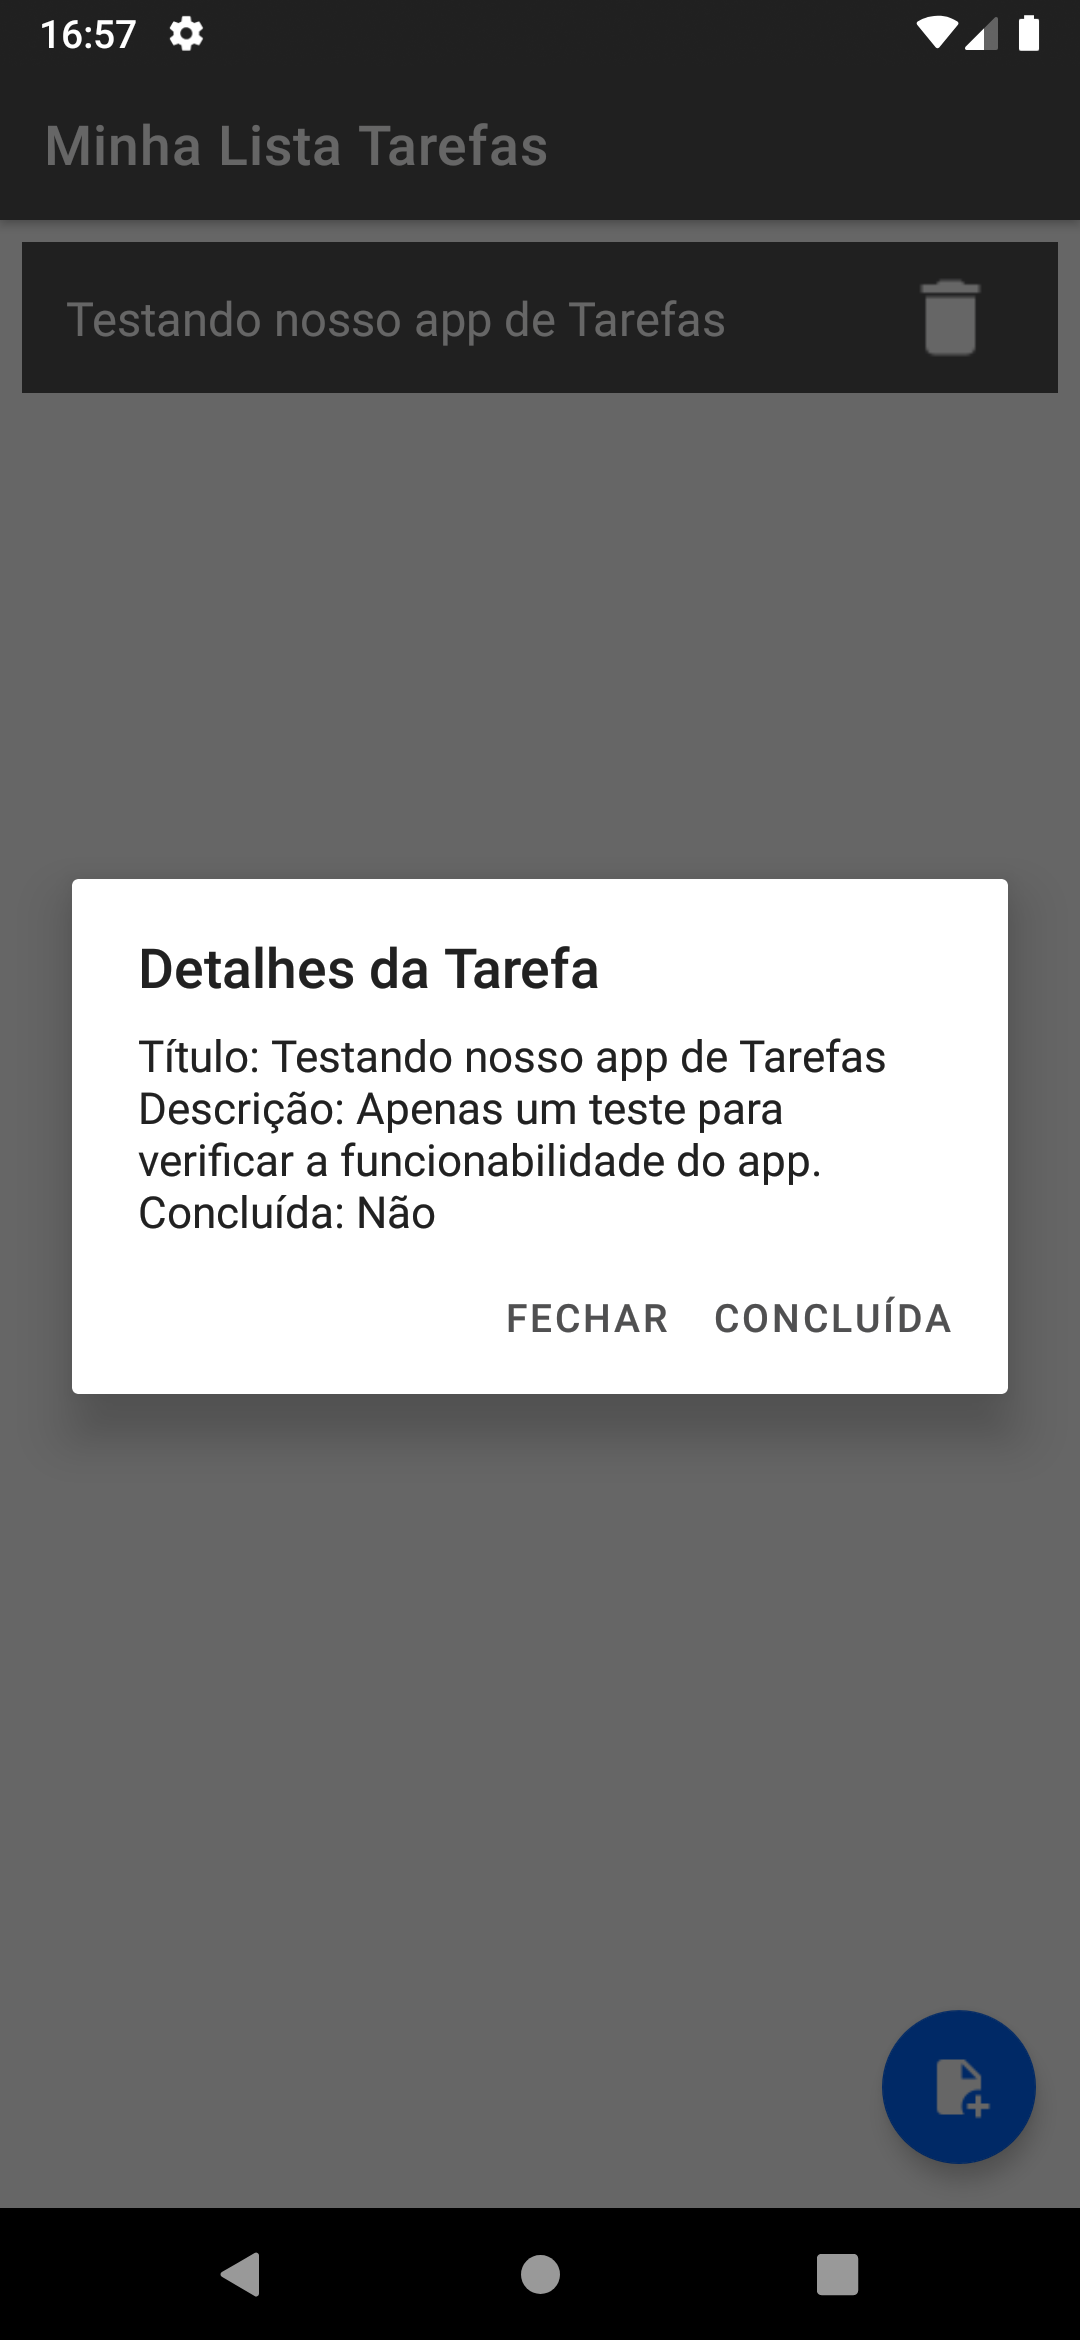 16:57
Minha Lista Tarefas
Testando nosso app de Tarefas
Detalhes da Tarefa
Título: Testando nosso app de Tarefas
Descrição: Apenas um teste para
verificar a funcionabilidade do app.
Concluída: Não
FECHAR CONCLUÍDA